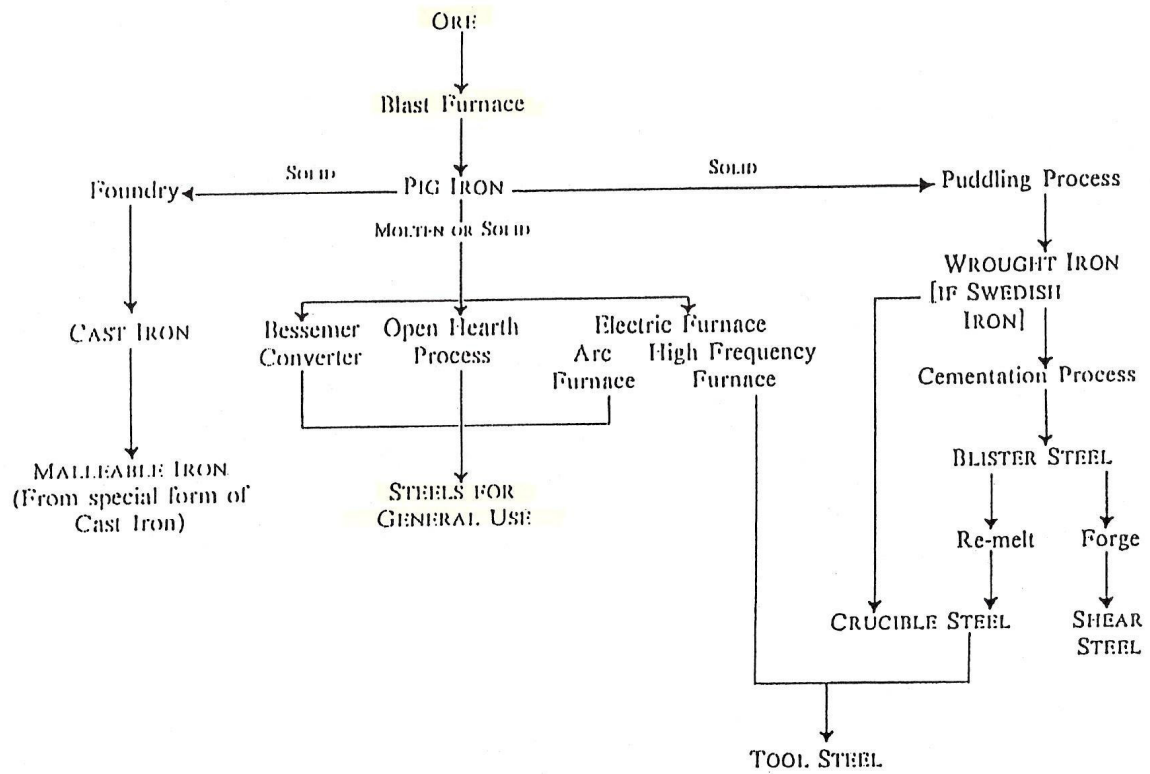 ORE
Blast Furnace
SOLID
SOLID
Foundry
PIG IRON
Puddling Process
MOLTEN OR SOLID
WROUGHT IRON
[IF SWEDISH
IRON]
CAST IRON
Bessemer
Converter
Open Hearth
Process
Electric Furnace
Arc
Furnace
High Frequency
Furnace
Cementation Process
MALLEABLE IRON
(From special form of
Cast Iron)
STEELS FOR
GENERAL USE
BLISTER STEEL
Re-melt
Forge
CRUCIBLE STEEL
SHEAR
STEEL
TOOL STEEL